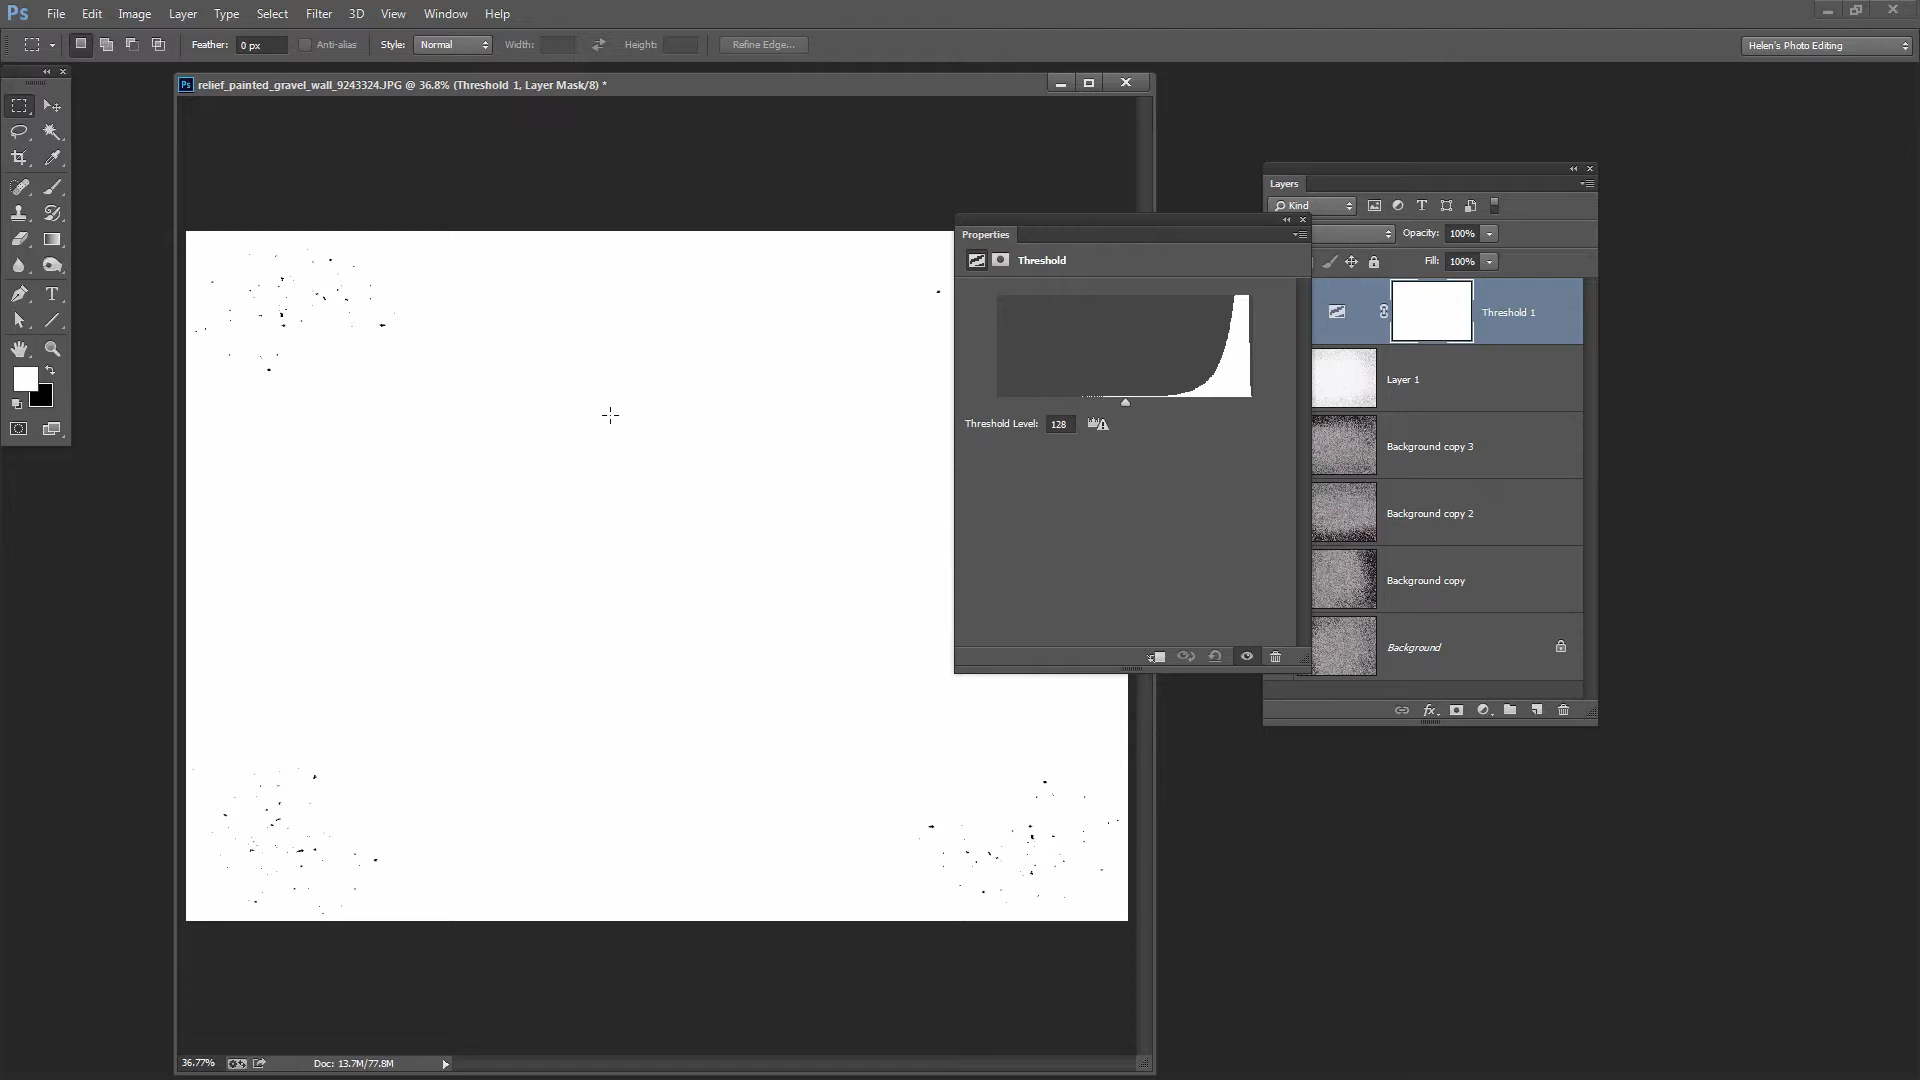 Ps File Edit Image Layer Type Select Filter 3D View Window Help
Feather: 0 px Anti-alias Style: Normal Width: Height: Refine Edge... Helen's Photo Editing
Ps relief_painted_gravel_wall_9243324.JPG @ 36.8% (Threshold 1, Layer Mask/8) *
Layers
Kind
Opacity: 100%
Fill: 100%
Properties
Threshold
Threshold Level: 128
Threshold 1
Layer 1
Background copy 3
Background copy 2
Background copy
Background
fx
36.77% Doc: 13.7M/77.8M